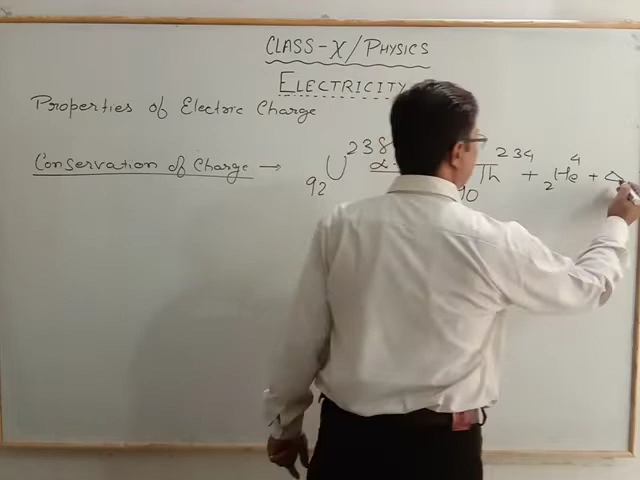 CLASS-X/PHYSICS
ELECTRICITY
Properties of Electric Charge
Conservation of Charge → ₉₂U²³⁸ α ₉₀Th²³⁴ + ₂He⁴ + Δ